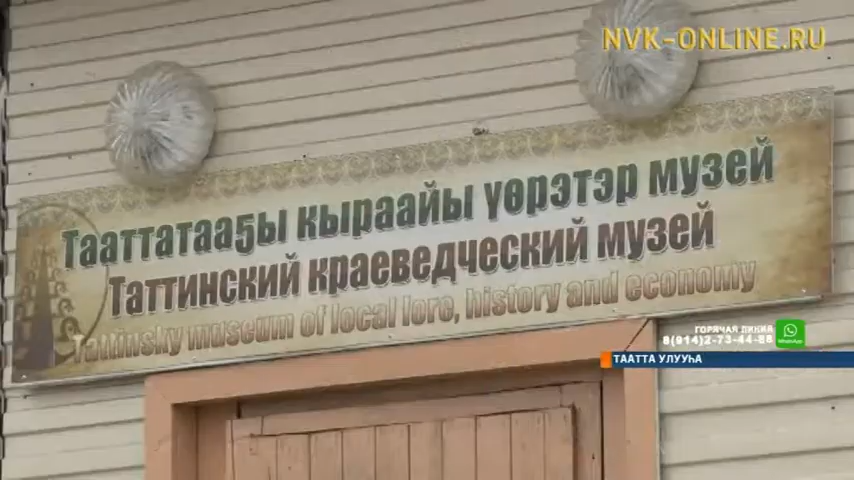 NVK-ONLINE.RU
Тааттатааҕы кыраайы үөрэтэр музей
Таттинский краеведческий музей
Tattinsky museum of local lore, history and economy
ГОРЯЧАЯ ЛИНИЯ
8(914)2-73-44-88
WhatsApp
ТААТТА УЛУУҺА